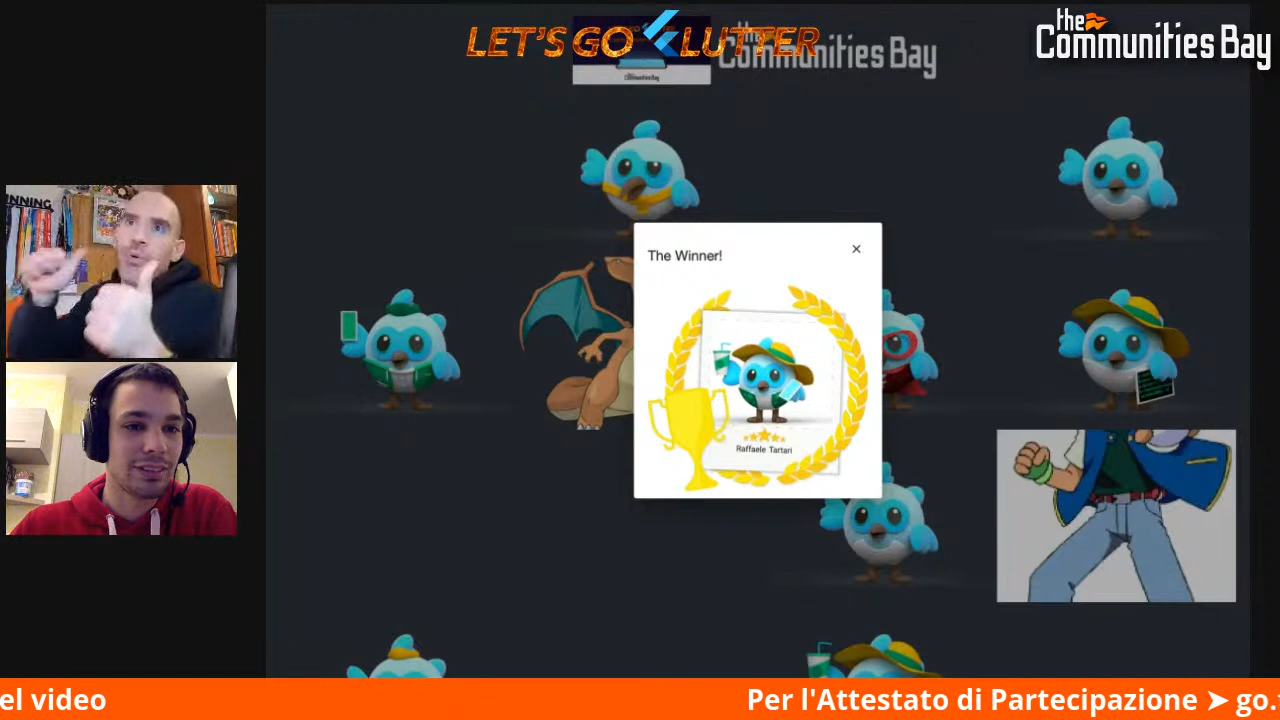 LET'S GO FLUTTER
the
Communities Bay
the
Communities Bay
NNING
The Winner!
×
Raffaele Tartari
el video
Per l'Attestato di Partecipazione ➤ go.